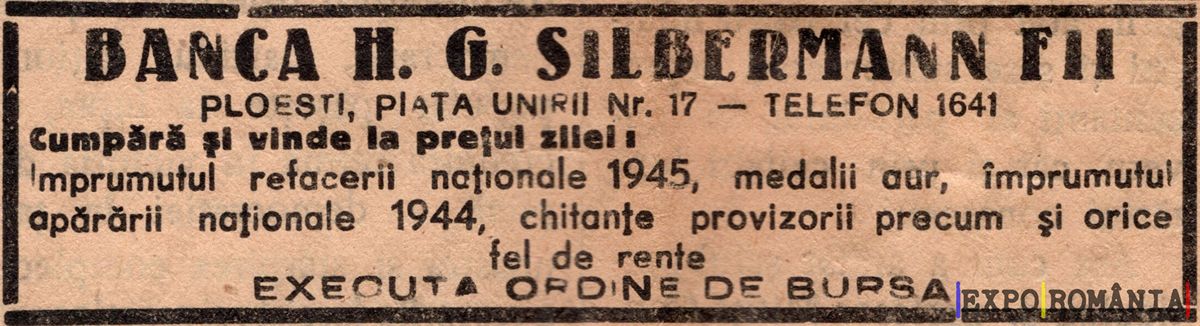 BANCA H. G. SILBERMANN FII
PLOEȘTI, PIAȚA UNIRII Nr. 17 — TELEFON 1641
Cumpără și vinde la prețul zilei:
Imprumutul refacerii naționale 1945, medalii aur, împrumutul
apărării naționale 1944, chitanțe provizorii precum și orice
fel de rente
EXECUTA ORDINE DE BURSA
EXPO ROMÂNIA